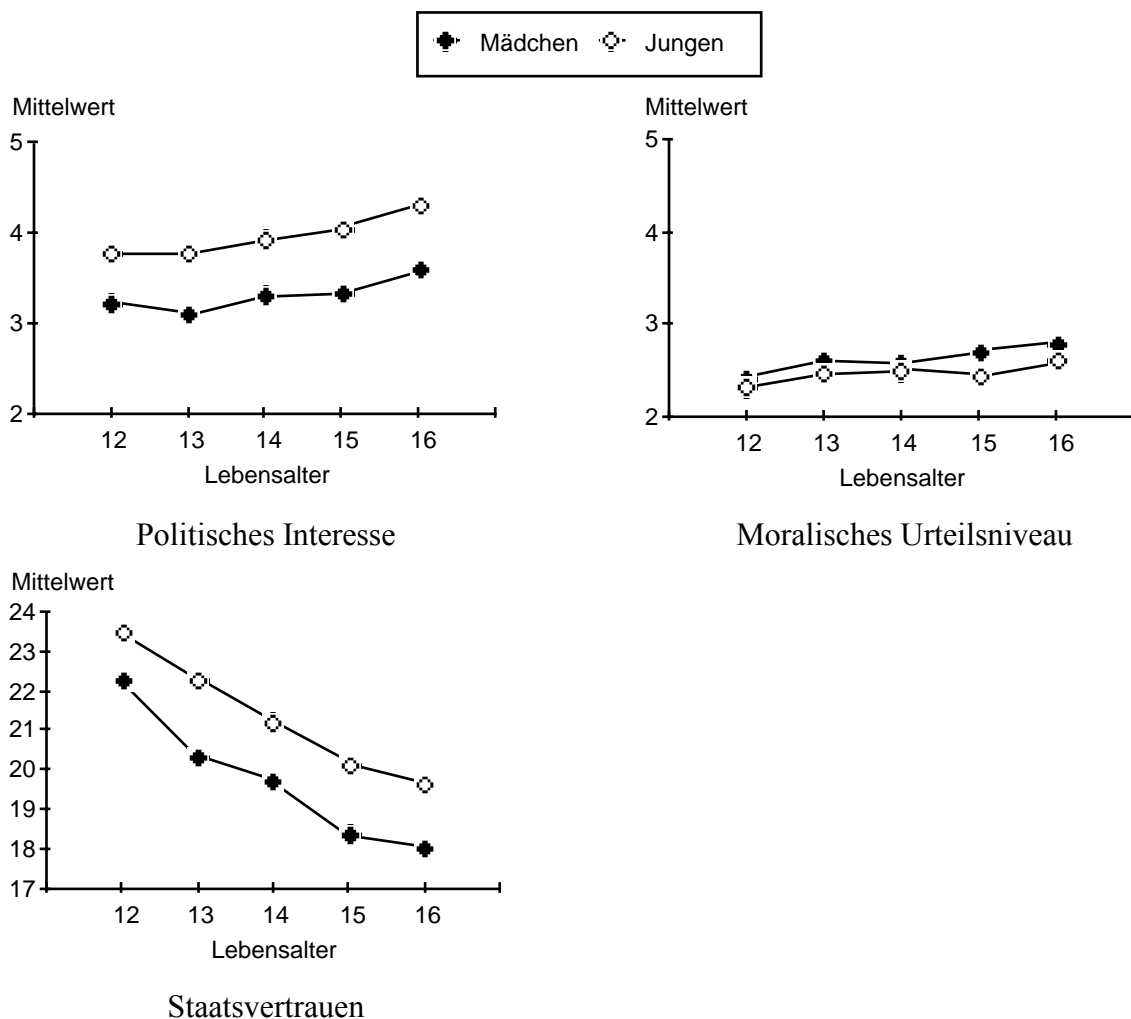 Mädchen Jungen
Mittelwert
5
4
3
2
12 13 14 15 16
Lebensalter
Politisches Interesse
Mittelwert
5
4
3
2
12 13 14 15 16
Lebensalter
Moralisches Urteilsniveau
Mittelwert
24
23
22
21
20
19
18
17
12 13 14 15 16
Lebensalter
Staatsvertrauen